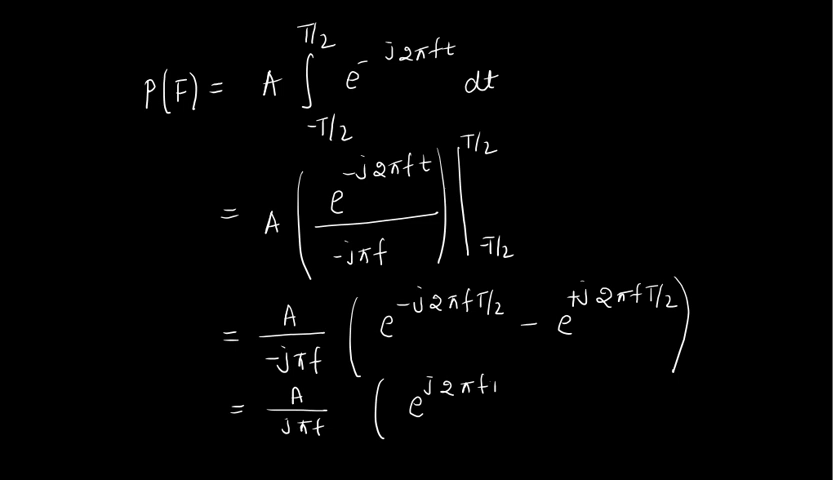 P(F) = A ∫_{-T/2}^{T/2} e^{-j2πft} dt
= A ( e^{-j2πft} / -jπf ) |_{-T/2}^{T/2}
= A / -jπf ( e^{-j2πfT/2} - e^{+j2πfT/2} )
= A / jπf ( e^{j2πf